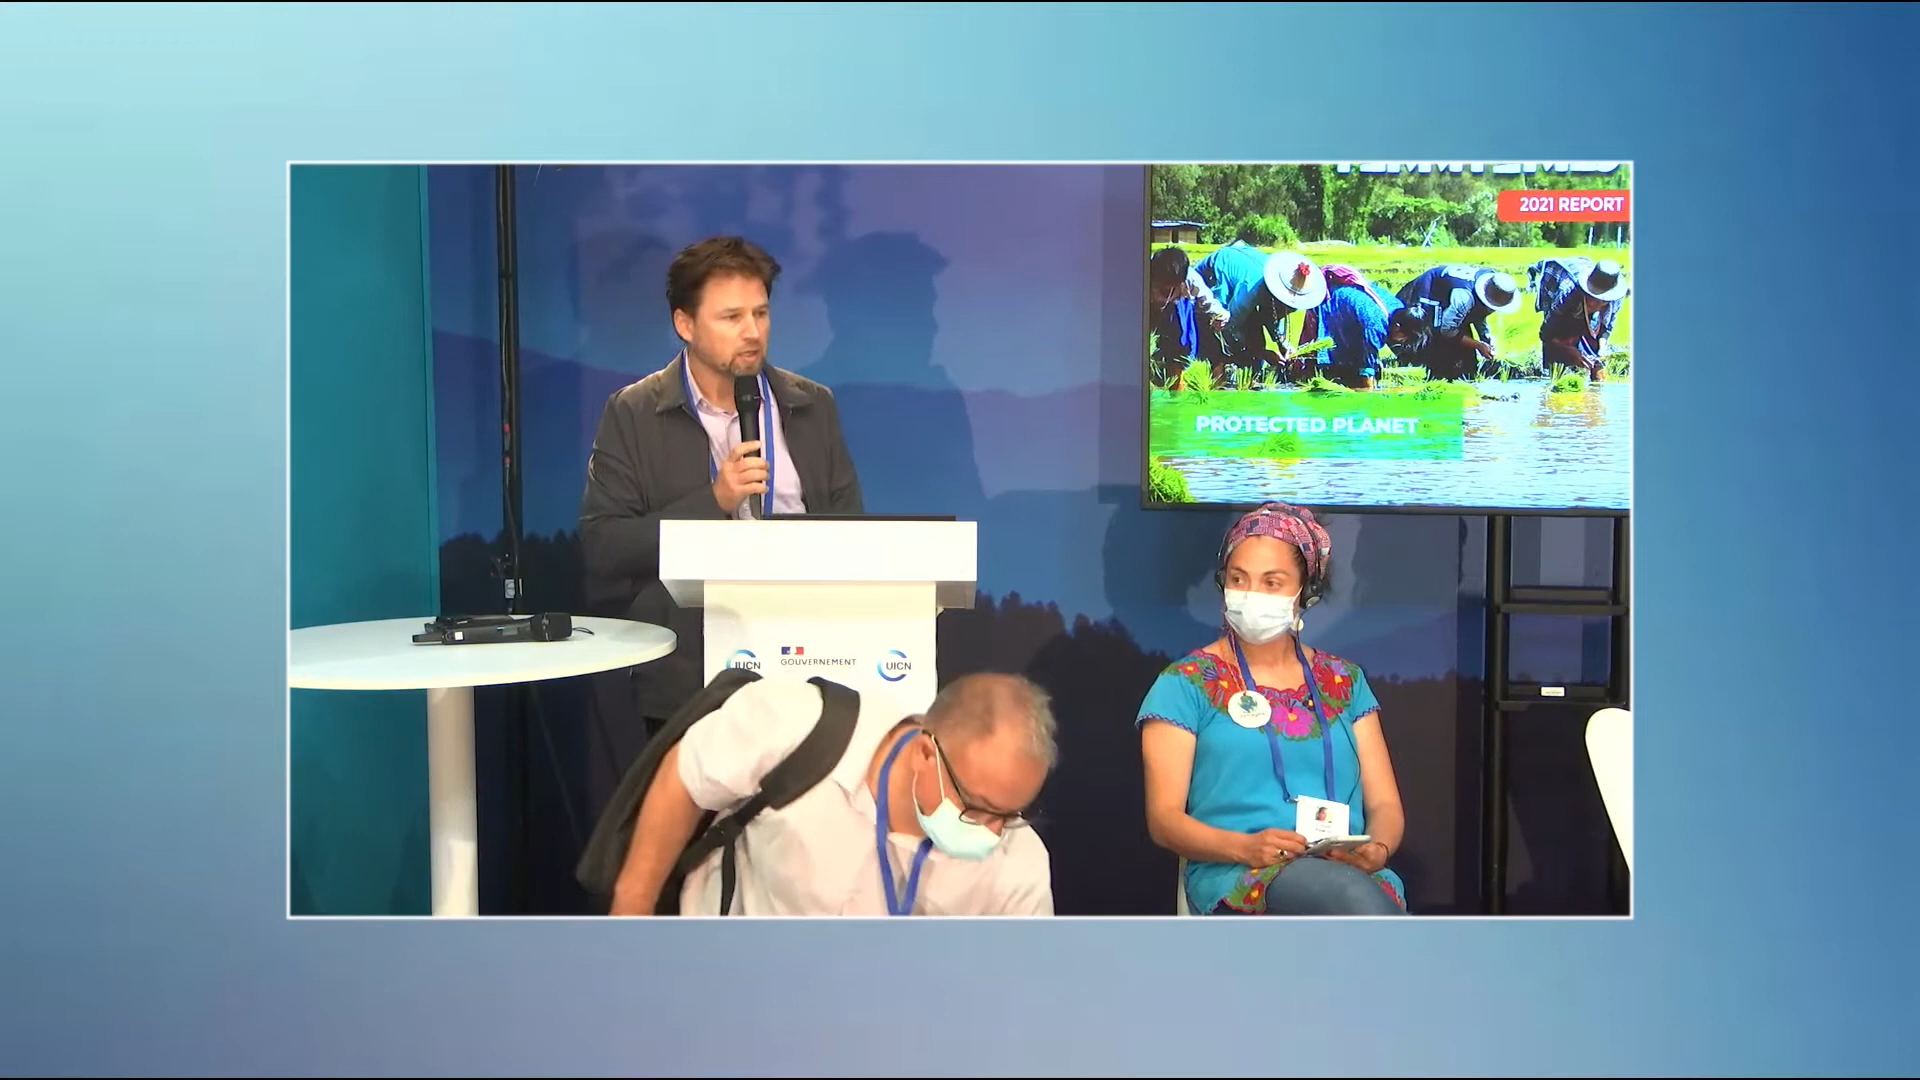 2021 REPORT
PROTECTED PLANET
IUCN
GOUVERNEMENT
UICN